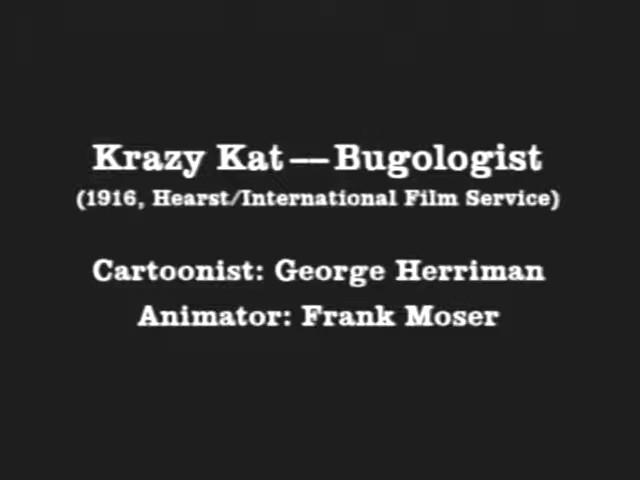 Krazy Kat — Bugologist
(1916, Hearst/International Film Service)
Cartoonist: George Herriman
Animator: Frank Moser